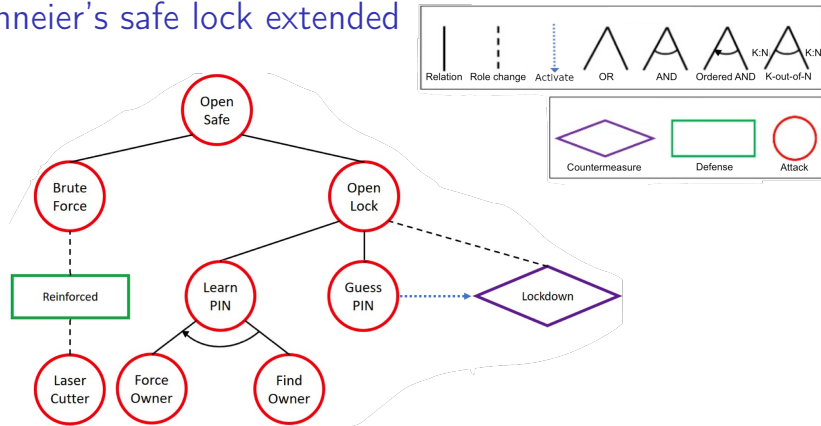 nneier's safe lock extended
Relation Role change Activate OR AND Ordered AND K-out-of-N
K:N K:N
Countermeasure Defense Attack
Open
Safe
Brute
Force
Open
Lock
Reinforced
Learn
PIN
Guess
PIN
Lockdown
Laser
Cutter
Force
Owner
Find
Owner